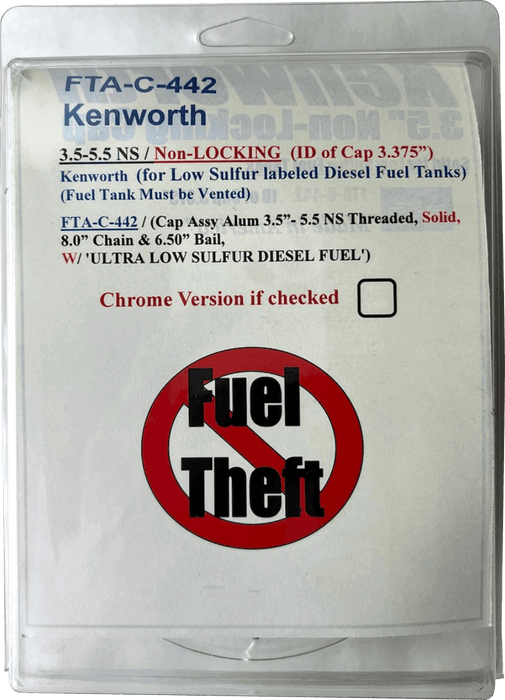 FTA-C-442
Kenworth
3.5-5.5 NS / Non-LOCKING (ID of Cap 3.375”)
Kenworth (for Low Sulfur labeled Diesel Fuel Tanks)
(Fuel Tank Must be Vented)
FTA-C-442 / (Cap Assy Alum 3.5”- 5.5 NS Threaded, Solid,
8.0” Chain & 6.50” Bail,
W/ 'ULTRA LOW SULFUR DIESEL FUEL')
Chrome Version if checked
Fuel
Theft